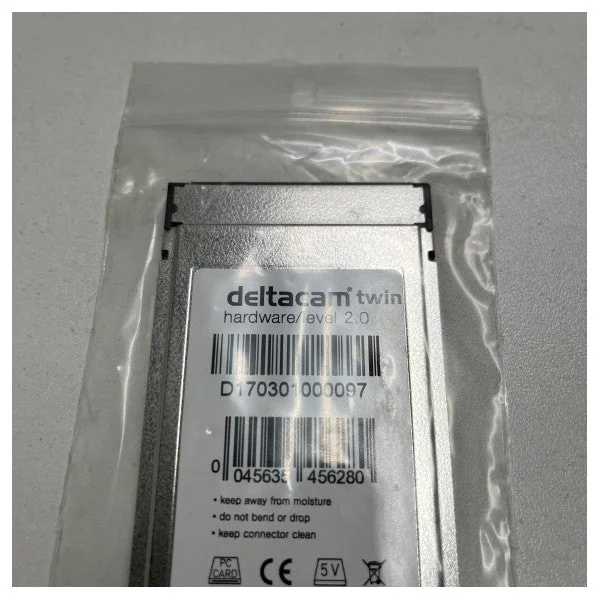 deltacam® twin
hardware/level 2.0
D170301000097
0 045635 456280
• keep away from moisture
• do not bend or drop
• keep connector clean
PC CARD CE 5V